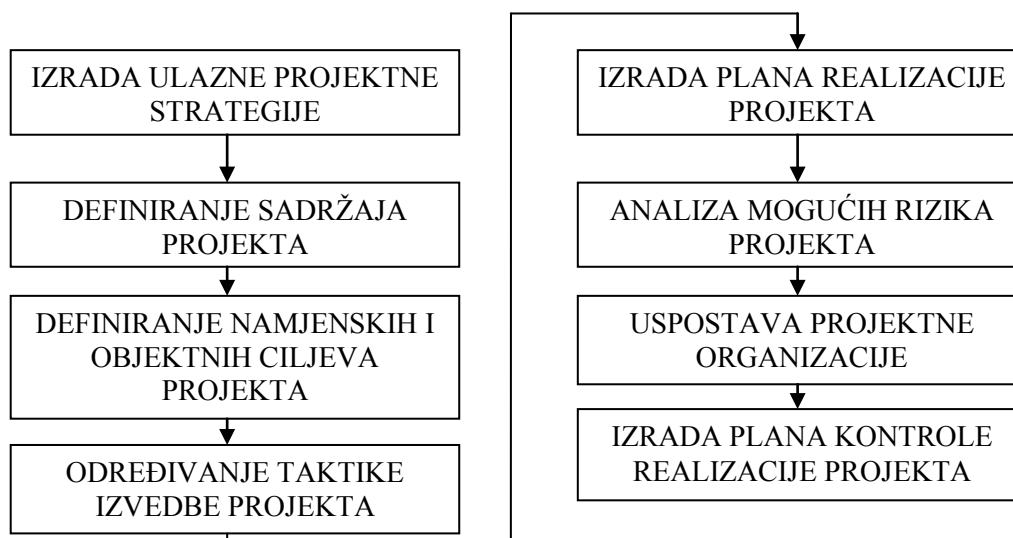 IZRADA ULAZNE PROJEKTNE
STRATEGIJE
DEFINIRANJE SADRŽAJA
PROJEKTA
DEFINIRANJE NAMJENSKIH I
OBJEKTNIH CILJEVA
PROJEKTA
ODREĐIVANJE TAKTIKE
IZVEDBE PROJEKTA
IZRADA PLANA REALIZACIJE
PROJEKTA
ANALIZA MOGUĆIH RIZIKA
PROJEKTA
USPOSTAVA PROJEKTNE
ORGANIZACIJE
IZRADA PLANA KONTROLE
REALIZACIJE PROJEKTA